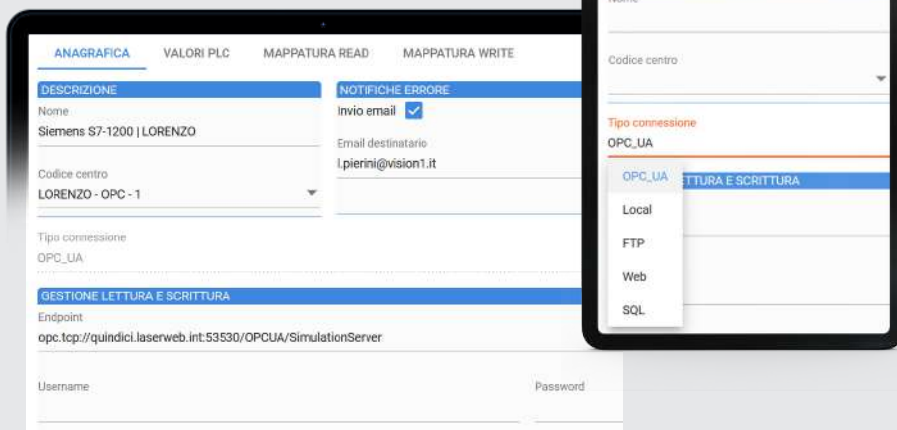 ANAGRAFICA VALORI PLC MAPPATURA READ MAPPATURA WRITE
DESCRIZIONE
Nome
Siemens S7-1200 | LORENZO
Codice centro
LORENZO - OPC - 1
Tipo connessione
OPC_UA
NOTIFICHE ERRORE
Invio email
Email destinatario
l.pierini@vision1.it
GESTIONE LETTURA E SCRITTURA
Endpoint
opc.tcp://quindici.laserweb.int:53530/OPCUA/SimulationServer
Username Password
Nome
Codice centro
Tipo connessione
OPC_UA
OPC_UA
TTURA E SCRITTURA
Local
FTP
Web
SQL